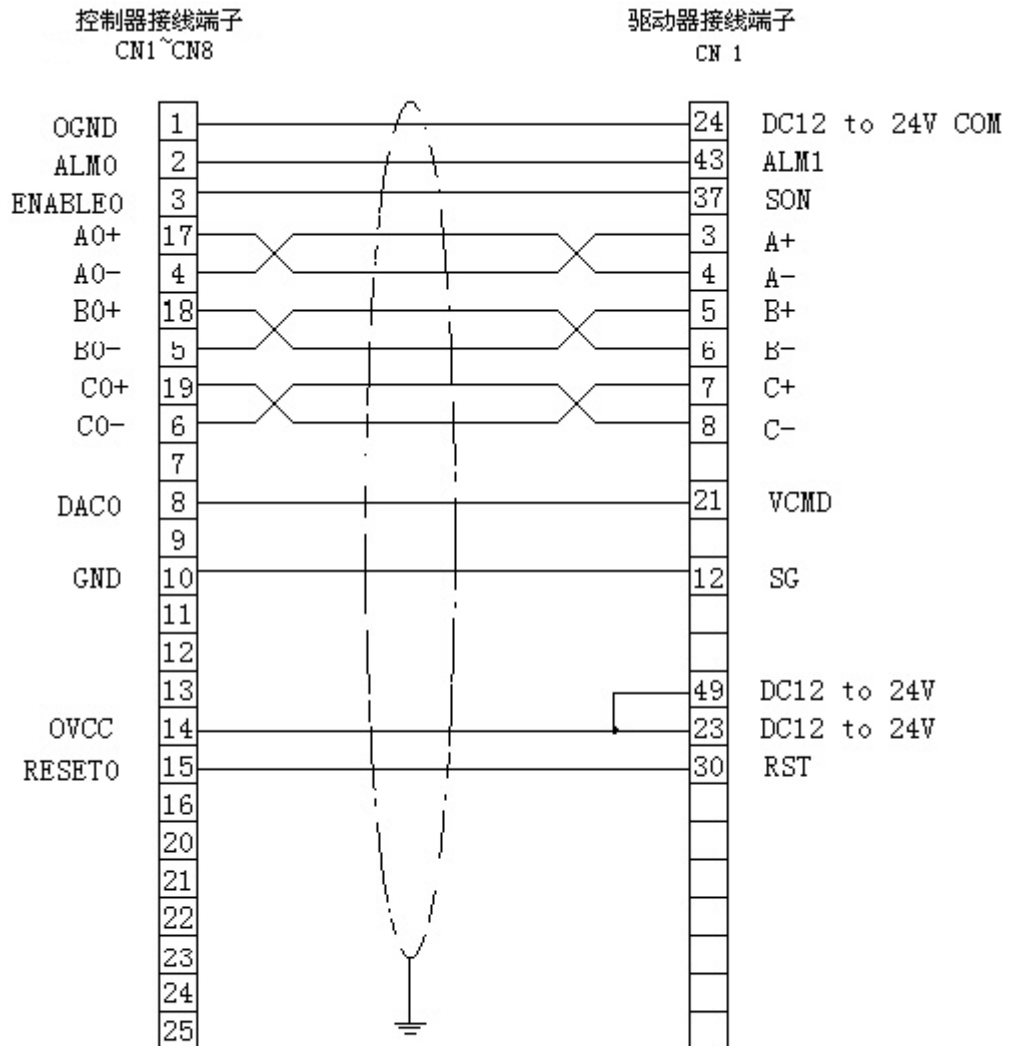 控制器接线端子 驱动器接线端子
CN1~CN8 CN 1
OGND 1 24 DC12 to 24V COM
ALM0 2 43 ALM1
ENABLE0 3 37 SON
A0+ 17 3 A+
A0- 4 4 A-
B0+ 18 5 B+
B0- 5 6 B-
C0+ 19 7 C+
C0- 6 8 C-
7
DAC0 8 21 VCMD
9
GND 10 12 SG
11
12
13 49 DC12 to 24V
OVCC 14 23 DC12 to 24V
RESET0 15 30 RST
16
20
21
22
23
24
25